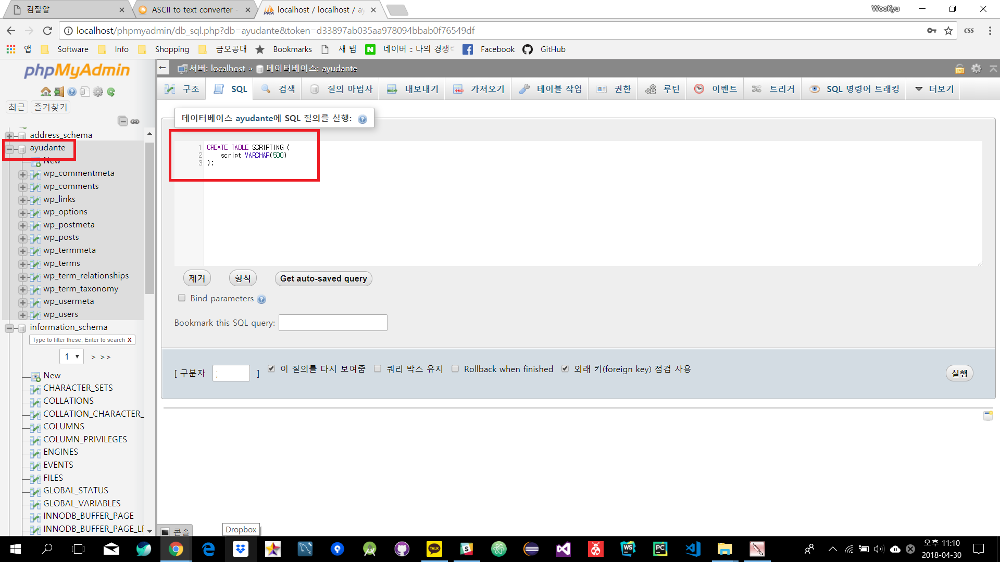 컴잘알
ASCII to text converter -
localhost / localhost / ay
WooKyu
localhost/phpmyadmin/db_sql.php?db=ayudante&token=d33897ab035aa978094bbab0f76549df
css
앱 Software Info Shopping 금오공대 Bookmarks 새 탭 네이버 :: 나의 경쟁력 Facebook GitHub
phpMyAdmin
최근 즐겨찾기
address_schema
ayudante
New
wp_commentmeta
wp_comments
wp_links
wp_options
wp_postmeta
wp_posts
wp_termmeta
wp_terms
wp_term_relationships
wp_term_taxonomy
wp_usermeta
wp_users
information_schema
Type to filter these, Enter to search X
1 > >>
New
CHARACTER_SETS
COLLATIONS
COLLATION_CHARACTER_
COLUMNS
COLUMN_PRIVILEGES
ENGINES
EVENTS
FILES
GLOBAL_STATUS
GLOBAL_VARIABLES
INNODB_BUFFER_PAGE
INNODB_BUFFER_PAGE_LR
서버: localhost » 데이터베이스: ayudante
구조 SQL 검색 질의 마법사 내보내기 가져오기 테이블 작업 권한 루틴 이벤트 트리거 SQL 명령어 트래킹 더보기
데이터베이스 ayudante에 SQL 질의를 실행:
1 CREATE TABLE SCRIPTING (
2 script VARCHAR(500)
3 );
제거 형식 Get auto-saved query
Bind parameters
Bookmark this SQL query:
[ 구분자 ; ] 이 질의를 다시 보여줌 쿼리 박스 유지 Rollback when finished 외래 키(foreign key) 점검 사용
실행
콘솔
Dropbox
TALK
S
WS
PC
오후 11:10
2018-04-30